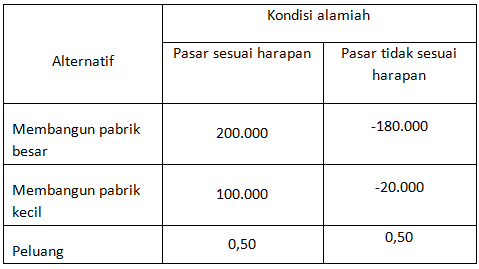 Kondisi alamiah
Alternatif
Pasar sesuai harapan
Pasar tidak sesuai
harapan
Membangun pabrik
besar
200.000
-180.000
Membangun pabrik
kecil
100.000
-20.000
Peluang
0,50
0,50